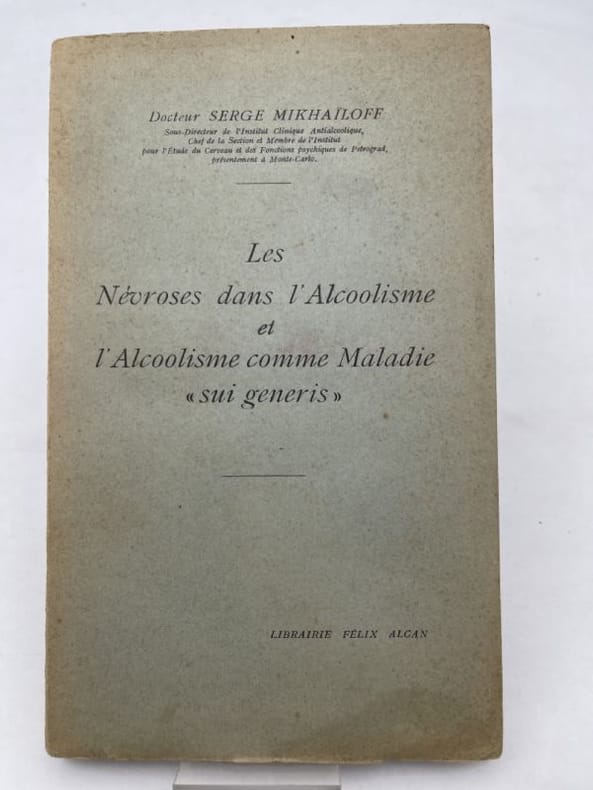 Docteur SERGE MIKHAÏLOFF
Sous-Directeur de l'Institut Clinique Antialcoolique,
Chef de la Section et Membre de l'Institut
pour l'Étude du Cerveau et des Fonctions psychiques de Petrograd,
présentement à Monte-Carlo.
Les
Névroses dans l'Alcoolisme
et
l'Alcoolisme comme Maladie
« sui generis »
LIBRAIRIE FÉLIX ALCAN